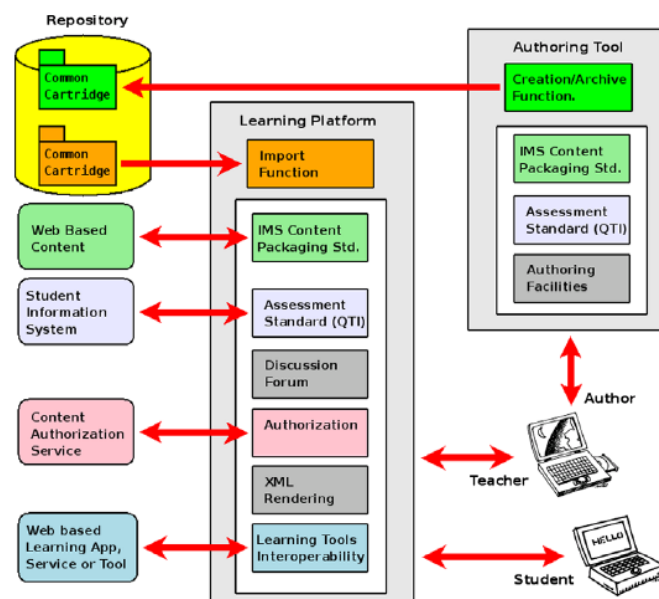 Repository
Common
Cartridge
Common
Cartridge
Authoring Tool
Creation/Archive
Function.
IMS Content
Packaging Std.
Assessment
Standard (QTI)
Authoring
Facilities
Learning Platform
Import
Function
IMS Content
Packaging Std.
Assessment
Standard (QTI)
Discussion
Forum
Authorization
XML
Rendering
Learning Tools
Interoperability
Web Based
Content
Student
Information
System
Content
Authorization
Service
Web based
Learning App,
Service or Tool
Author
Teacher
HELLO
Student